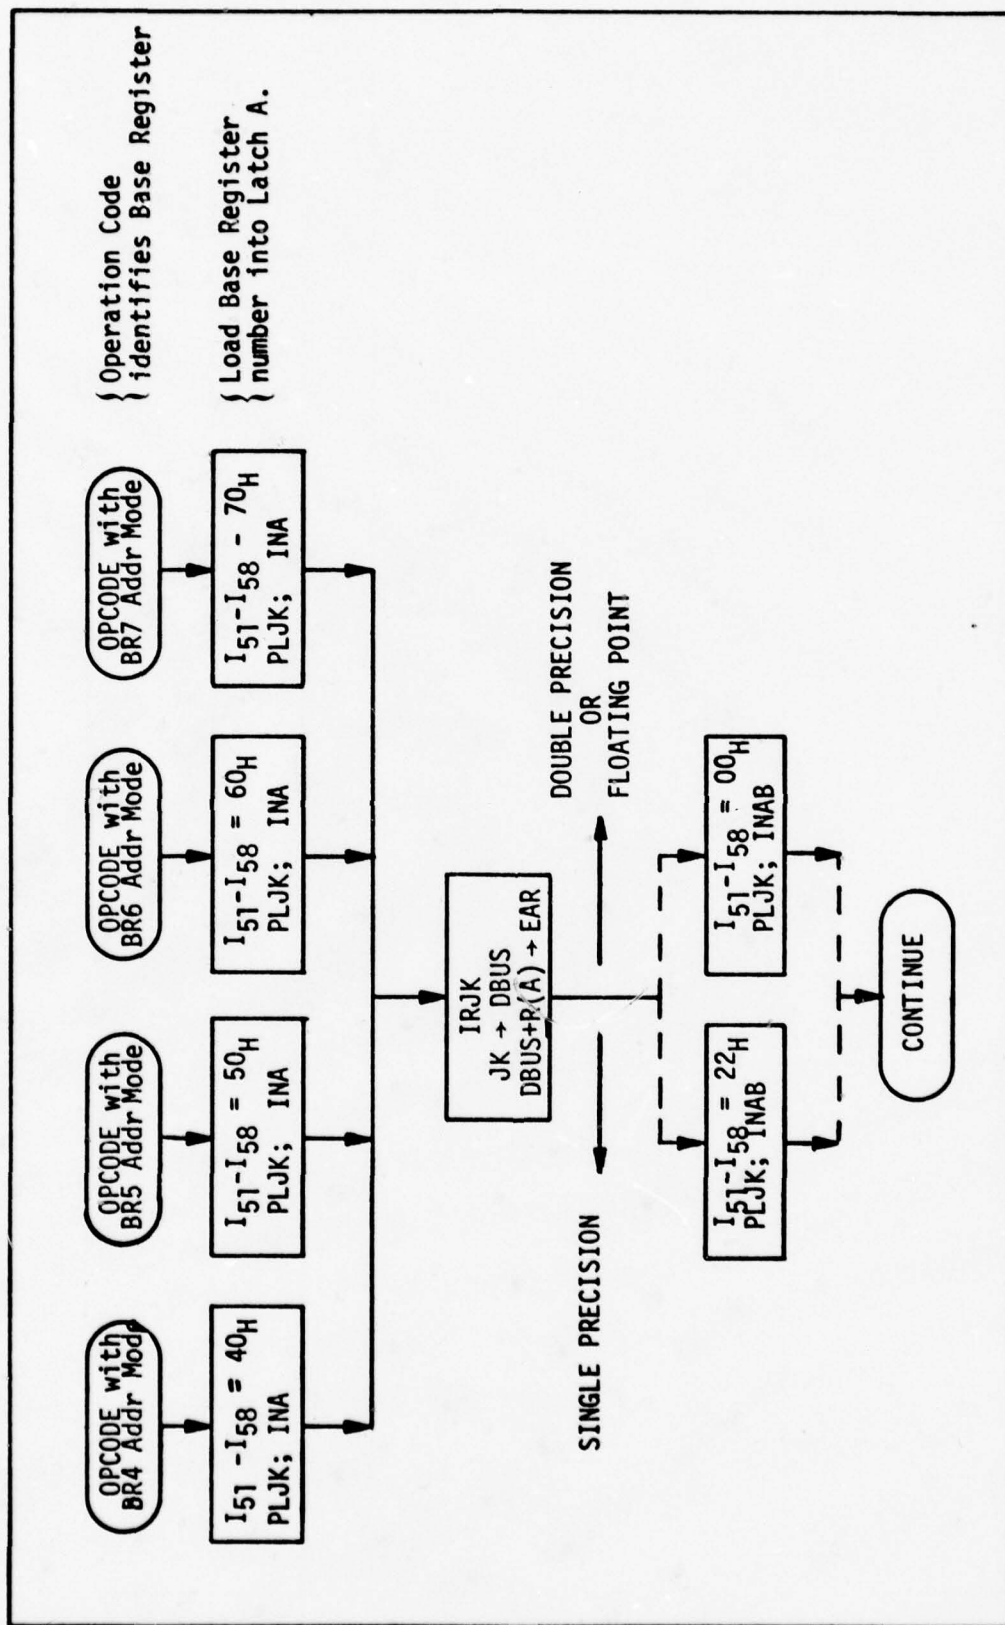 OPCODE with
BR4 Addr Mode
OPCODE with
BR5 Addr Mode
OPCODE with
BR6 Addr Mode
OPCODE with
BR7 Addr Mode
{Operation Code
{identifies Base Register
I51 -I58 = 40H
PLJK; INA
I51-I58 = 50H
PLJK; INA
I51-I58 = 60H
PLJK; INA
I51-I58 - 70H
PLJK; INA
{Load Base Register
{number into Latch A.
IRJK
JK → DBUS
DBUS+R(A) → EAR
SINGLE PRECISION
DOUBLE PRECISION
OR
FLOATING POINT
I51-I58 = 22H
PLJK; INAB
I51-I58 = 00H
PLJK; INAB
CONTINUE